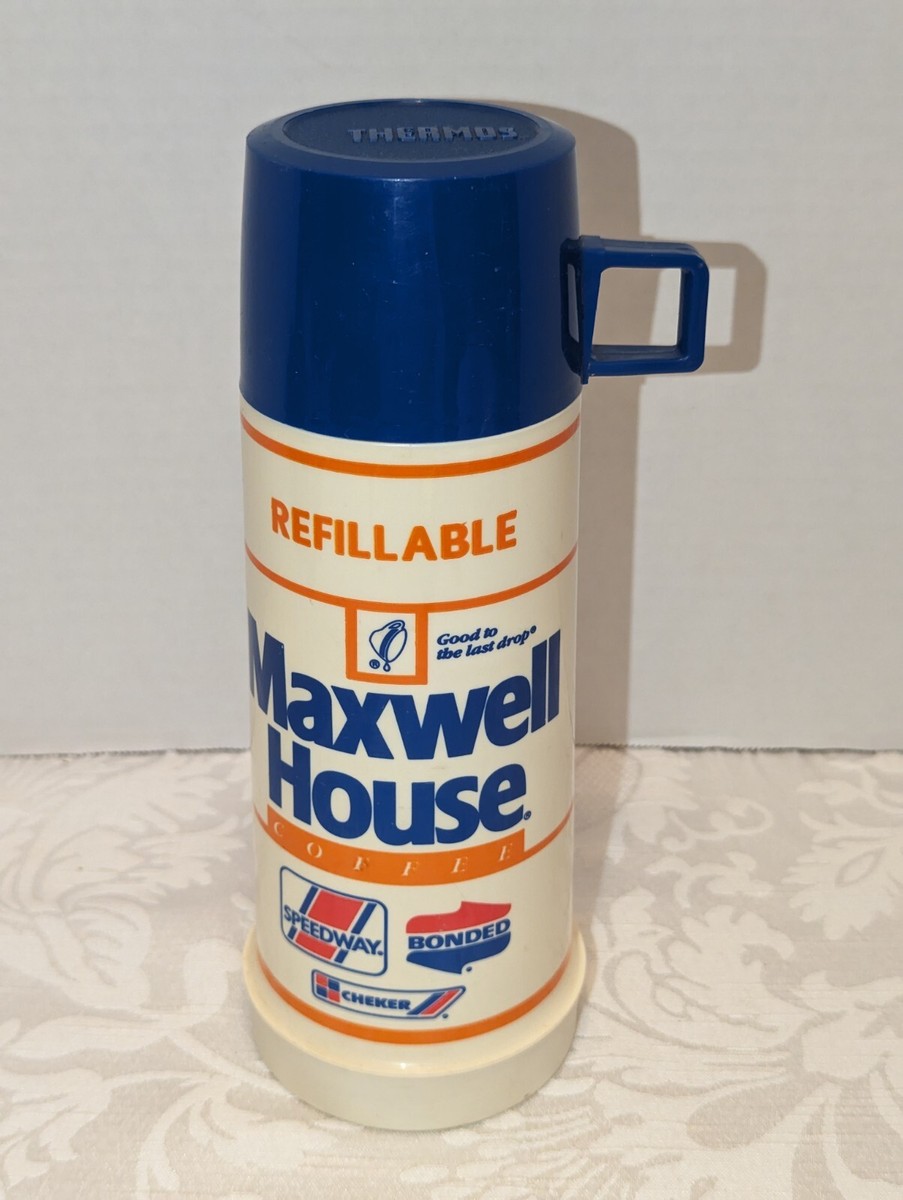 THERMOS
REFILLABLE
®
Good to
the last drop®
Maxwell
House®
COFFEE
SPEEDWAY®
BONDED®
CHEKER®